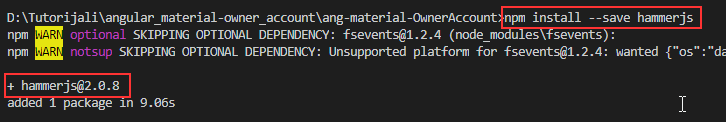 D:\Tutorijali\angular_material-owner_account\ang-material-OwnerAccount>npm install --save hammerjs
npm WARN optional SKIPPING OPTIONAL DEPENDENCY: fsevents@1.2.4 (node_modules\fsevents):
npm WARN notsup SKIPPING OPTIONAL DEPENDENCY: Unsupported platform for fsevents@1.2.4: wanted {"os":"da
+ hammerjs@2.0.8
added 1 package in 9.06s